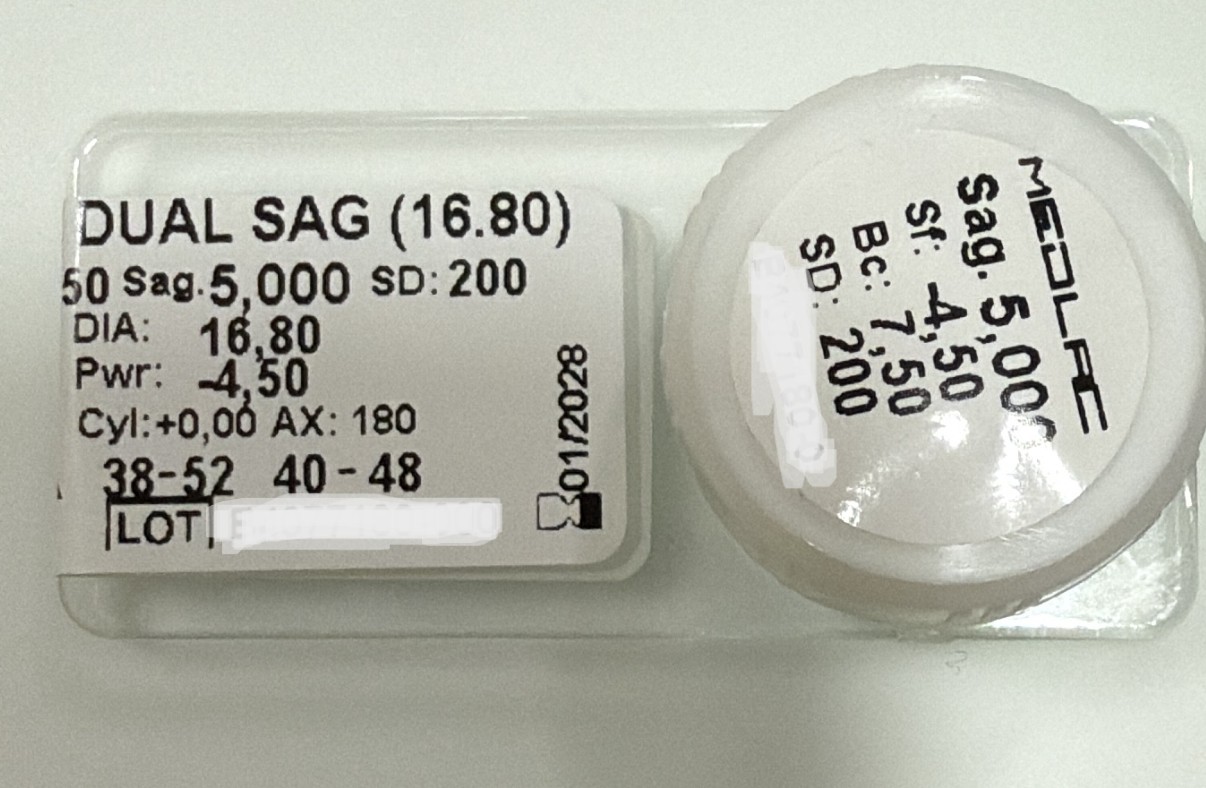 DUAL SAG (16.80)
50 Sag. 5,000 SD: 200
DIA: 16,80
Pwr: -4,50
Cyl:+0,00 AX: 180
38-52 40-48
LOT
01/2028
MEDLAC
Sag. 5,000
Sf: -4,50
Bc: 7,50
SD: 200